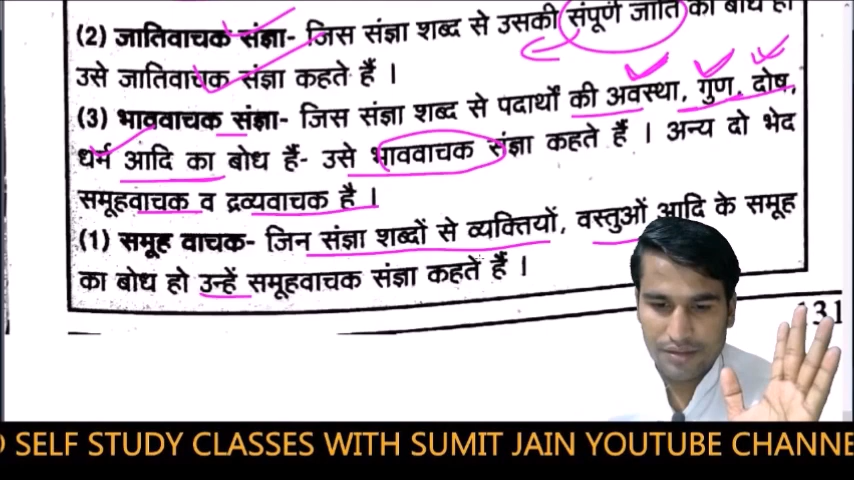 (2) जातिवाचक संज्ञा- जिस संज्ञा शब्द से उसकी संपूर्ण जाति का बोध हो
उसे जातिवाचक संज्ञा कहते हैं ।
(3) भाववाचक संज्ञा- जिस संज्ञा शब्द से पदार्थों की अवस्था, गुण, दोष,
धर्म आदि का बोध हैं- उसे भाववाचक संज्ञा कहते हैं । अन्य दो भेद
समूहवाचक व द्रव्यवाचक है ।
(1) समूह वाचक- जिन संज्ञा शब्दों से व्यक्तियों, वस्तुओं आदि के समूह
का बोध हो उन्हें समूहवाचक संज्ञा कहते हैं ।
131
SELF STUDY CLASSES WITH SUMIT JAIN YOUTUBE CHANNE